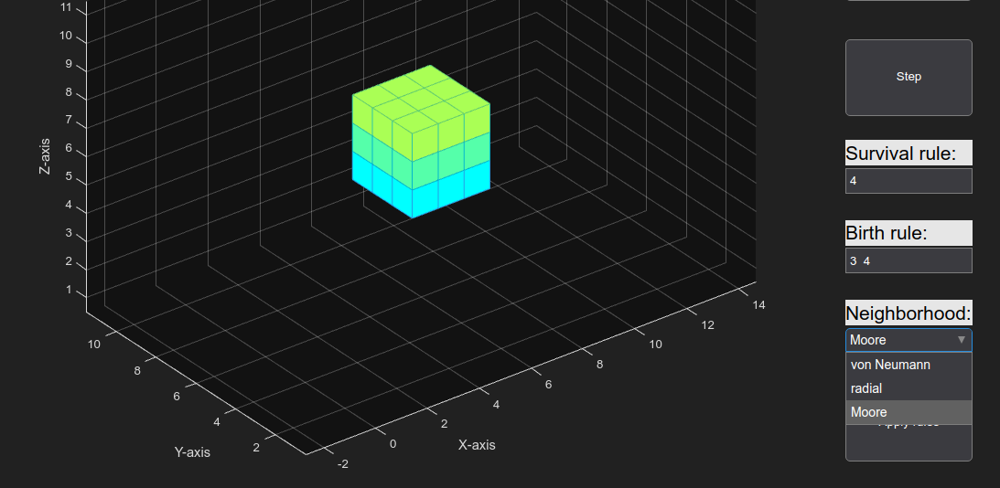 11
10
9
8
7
6
5
4
3
2
1
Z-axis
10
8
6
4
2
Y-axis
-2
0
2
4
6
8
10
12
14
X-axis
Step
Survival rule:
4
Birth rule:
3 4
Neighborhood:
Moore
von Neumann
radial
Moore